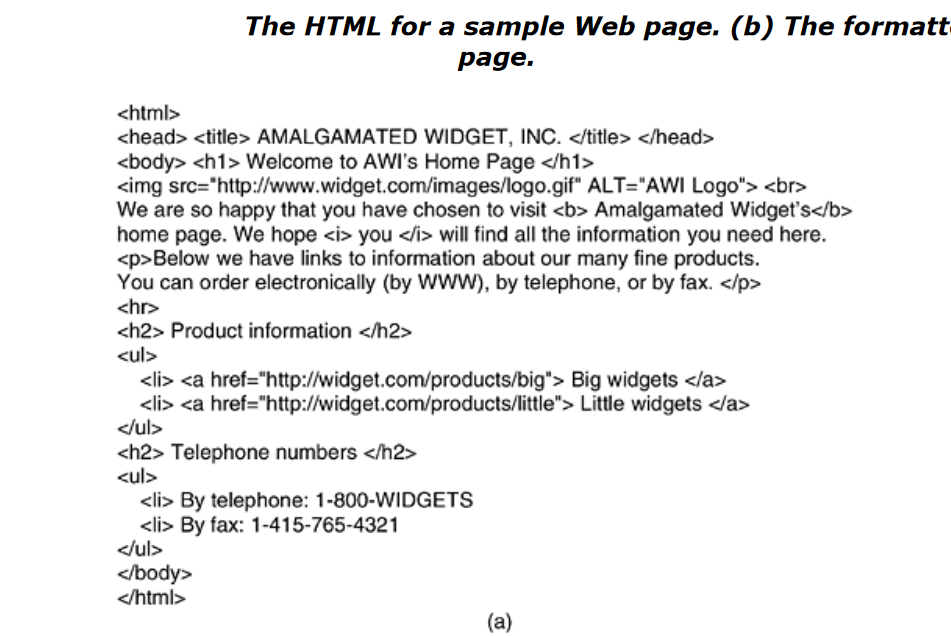 The HTML for a sample Web page. (b) The formatt
page.
<html>
<head> <title> AMALGAMATED WIDGET, INC. </title> </head>
<body> <h1> Welcome to AWI's Home Page </h1>
<img src="http://www.widget.com/images/logo.gif" ALT="AWI Logo"> <br>
We are so happy that you have chosen to visit <b> Amalgamated Widget's</b>
home page. We hope <i> you </i> will find all the information you need here.
<p>Below we have links to information about our many fine products.
You can order electronically (by WWW), by telephone, or by fax. </p>
<hr>
<h2> Product information </h2>
<ul>
<li> <a href="http://widget.com/products/big"> Big widgets </a>
<li> <a href="http://widget.com/products/little"> Little widgets </a>
</ul>
<h2> Telephone numbers </h2>
<ul>
<li> By telephone: 1-800-WIDGETS
<li> By fax: 1-415-765-4321
</ul>
</body>
</html>
(a)